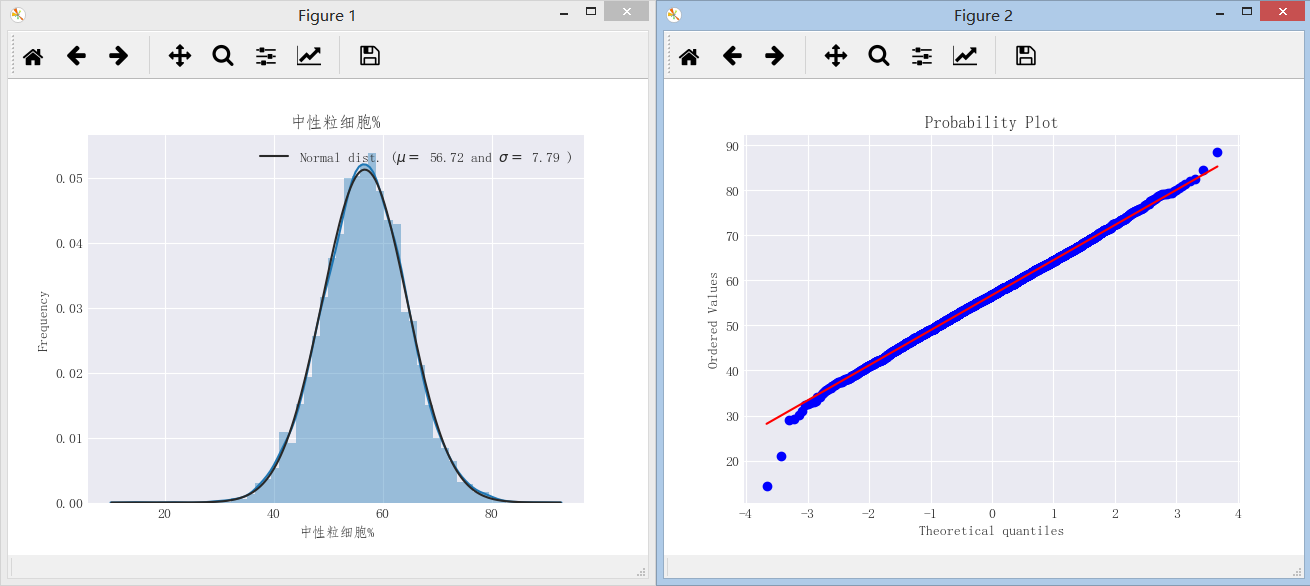 Figure 1
中性粒细胞%
Normal dist. (μ = 56.72 and σ = 7.79 )
Frequency
0.05
0.04
0.03
0.02
0.01
0.00
20 40 60 80
中性粒细胞%
Figure 2
Probability Plot
Ordered Values
90
80
70
60
50
40
30
20
−4 −3 −2 −1 0 1 2 3 4
Theoretical quantiles